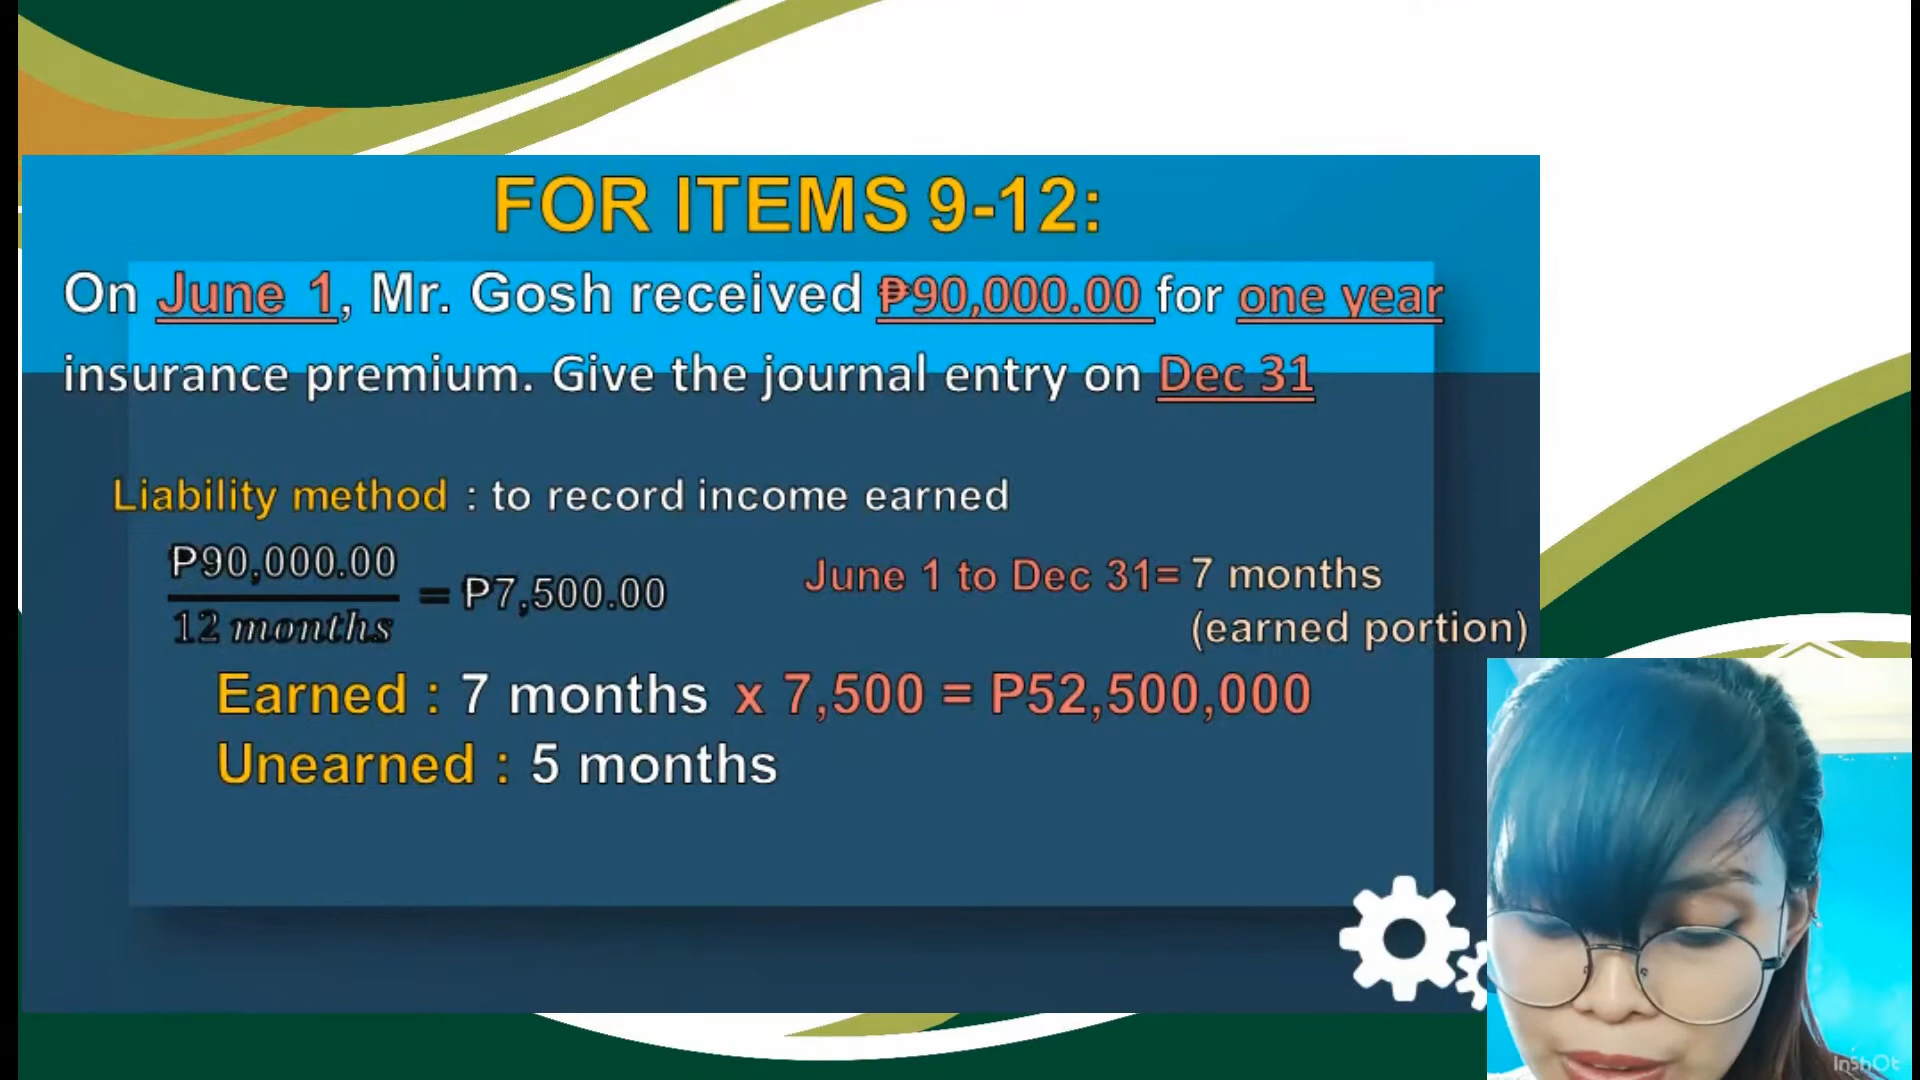 FOR ITEMS 9-12:
On June 1, Mr. Gosh received ₱90,000.00 for one year
insurance premium. Give the journal entry on Dec 31
Liability method : to record income earned
P90,000.00
12 months
= P7,500.00
June 1 to Dec 31= 7 months
(earned portion)
Earned : 7 months x 7,500 = P52,500,000
Unearned : 5 months
InShOt